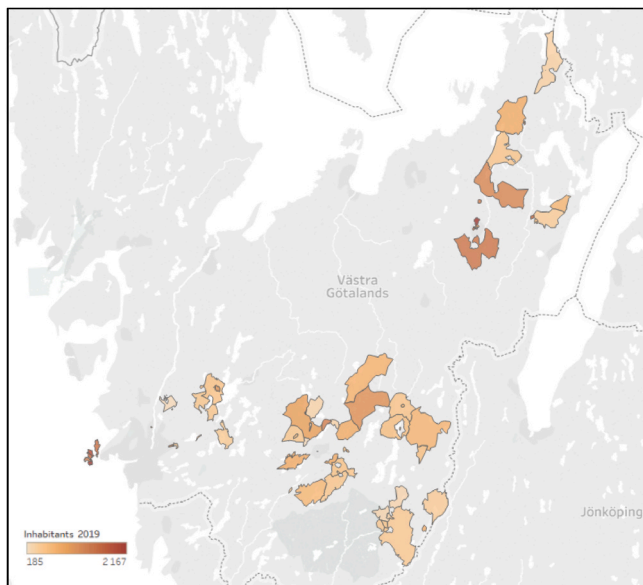 Västra
Götalands
Jönköping
Inhabitants 2019
185
2 167